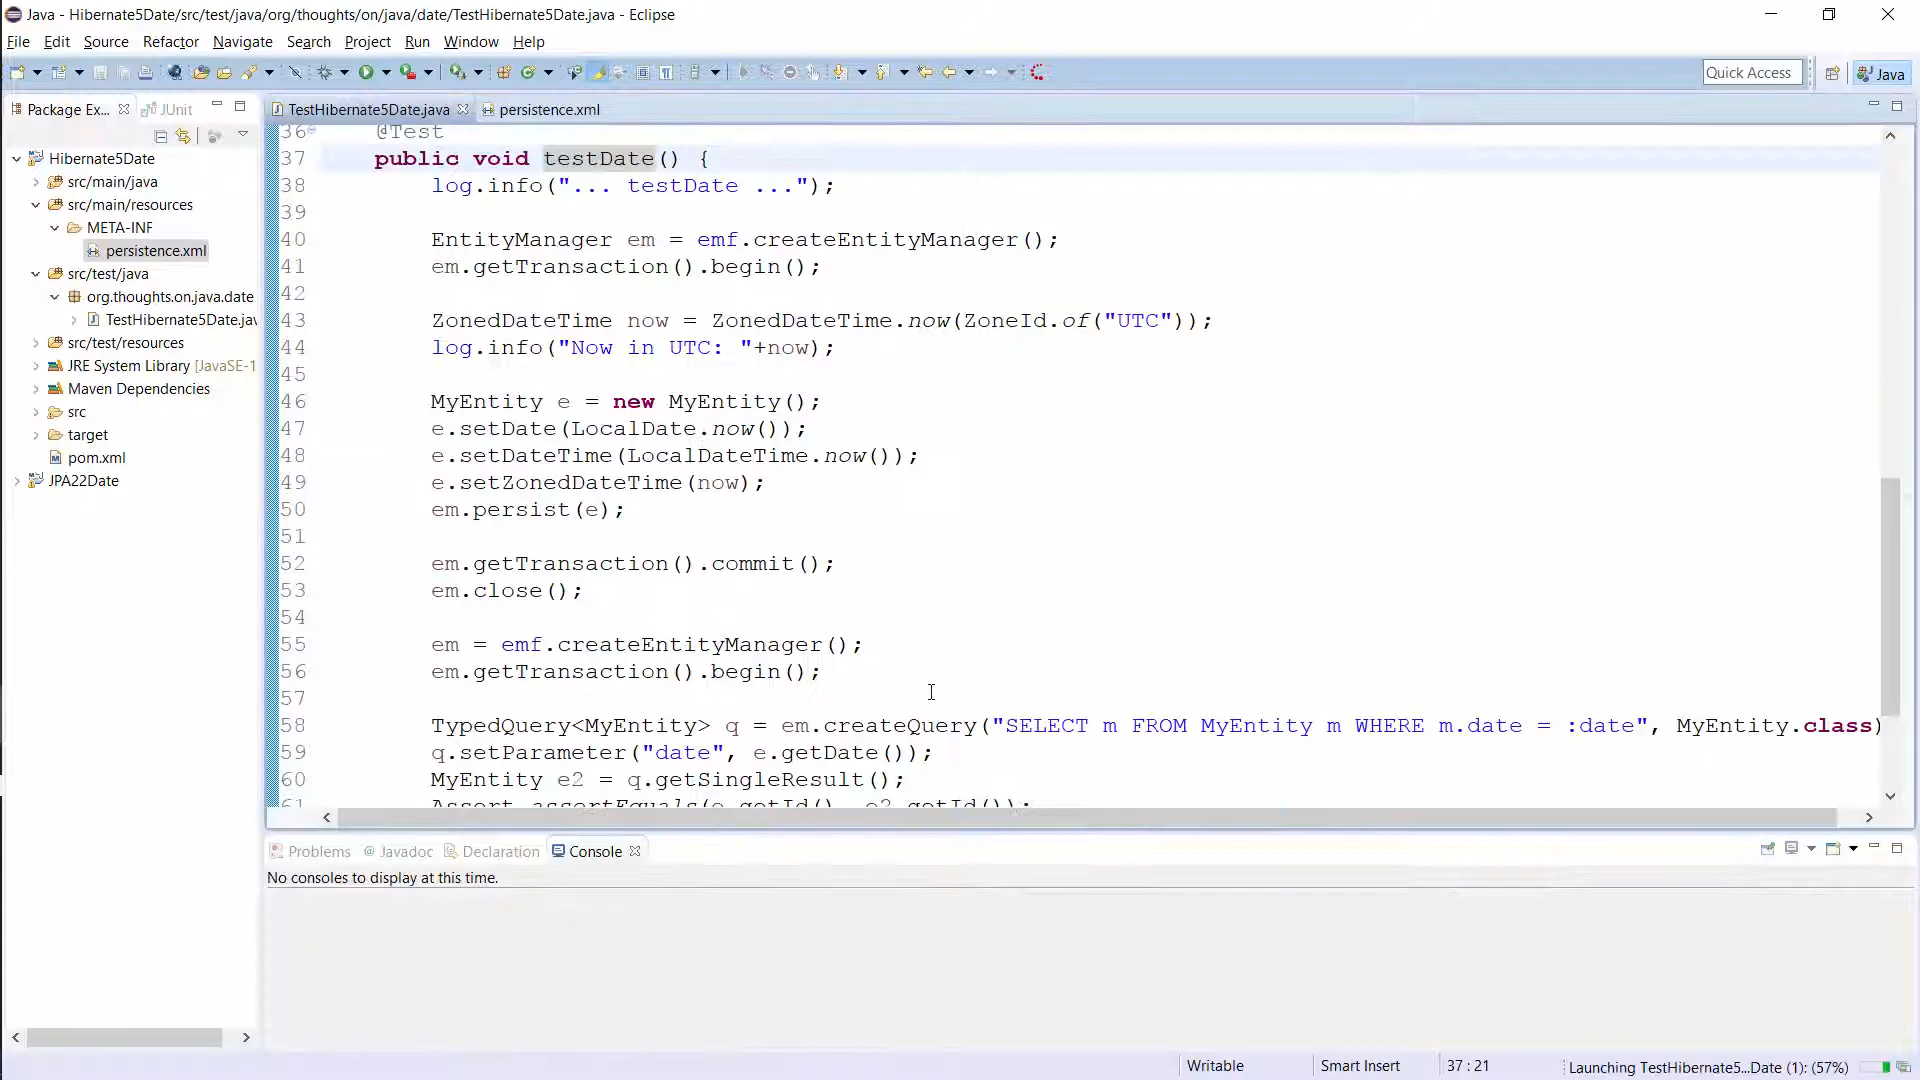 Java - Hibernate5Date/src/test/java/org/thoughts/on/java/date/TestHibernate5Date.java - Eclipse
File Edit Source Refactor Navigate Search Project Run Window Help
Quick Access
Java
Package Ex...
JUnit
TestHibernate5Date.java
persistence.xml
Hibernate5Date
src/main/java
src/main/resources
META-INF
persistence.xml
src/test/java
org.thoughts.on.java.date
TestHibernate5Date.jav
src/test/resources
JRE System Library [JavaSE-1
Maven Dependencies
src
target
pom.xml
JPA22Date
36 @Test
37 public void testDate() {
38 log.info("... testDate ...");
39
40 EntityManager em = emf.createEntityManager();
41 em.getTransaction().begin();
42
43 ZonedDateTime now = ZonedDateTime.now(ZoneId.of("UTC"));
44 log.info("Now in UTC: "+now);
45
46 MyEntity e = new MyEntity();
47 e.setDate(LocalDate.now());
48 e.setDateTime(LocalDateTime.now());
49 e.setZonedDateTime(now);
50 em.persist(e);
51
52 em.getTransaction().commit();
53 em.close();
54
55 em = emf.createEntityManager();
56 em.getTransaction().begin();
57
58 TypedQuery<MyEntity> q = em.createQuery("SELECT m FROM MyEntity m WHERE m.date = :date", MyEntity.class)
59 q.setParameter("date", e.getDate());
60 MyEntity e2 = q.getSingleResult();
61 Assert.assertEquals(e.getId(), e2.getId());
Problems Javadoc Declaration Console
No consoles to display at this time.
Writable
Smart Insert
37 : 21
Launching TestHibernate5...Date (1): (57%)